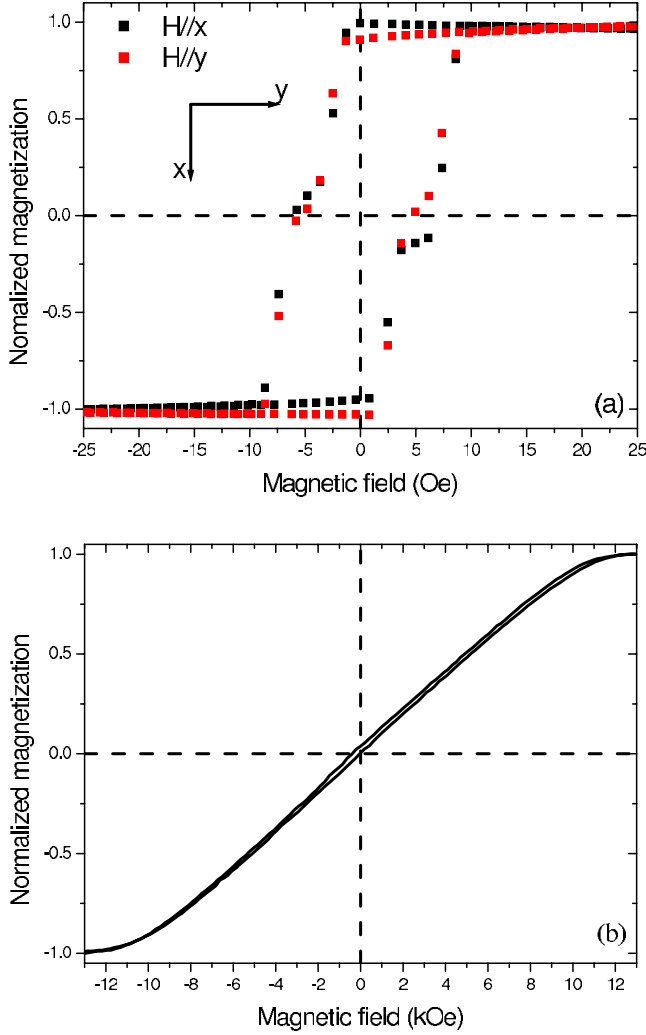 1.0
0.5
0.0
-0.5
-1.0
Nomalized magnetization
H//x
H//y
y
x
(a)
-25 -20 -15 -10 -5 0 5 10 15 20 25
Magnetic field (Oe)
1.0
0.5
0.0
-0.5
-1.0
Normalized magnetization
(b)
-12 -10 -8 -6 -4 -2 0 2 4 6 8 10 12
Magnetic field (kOe)